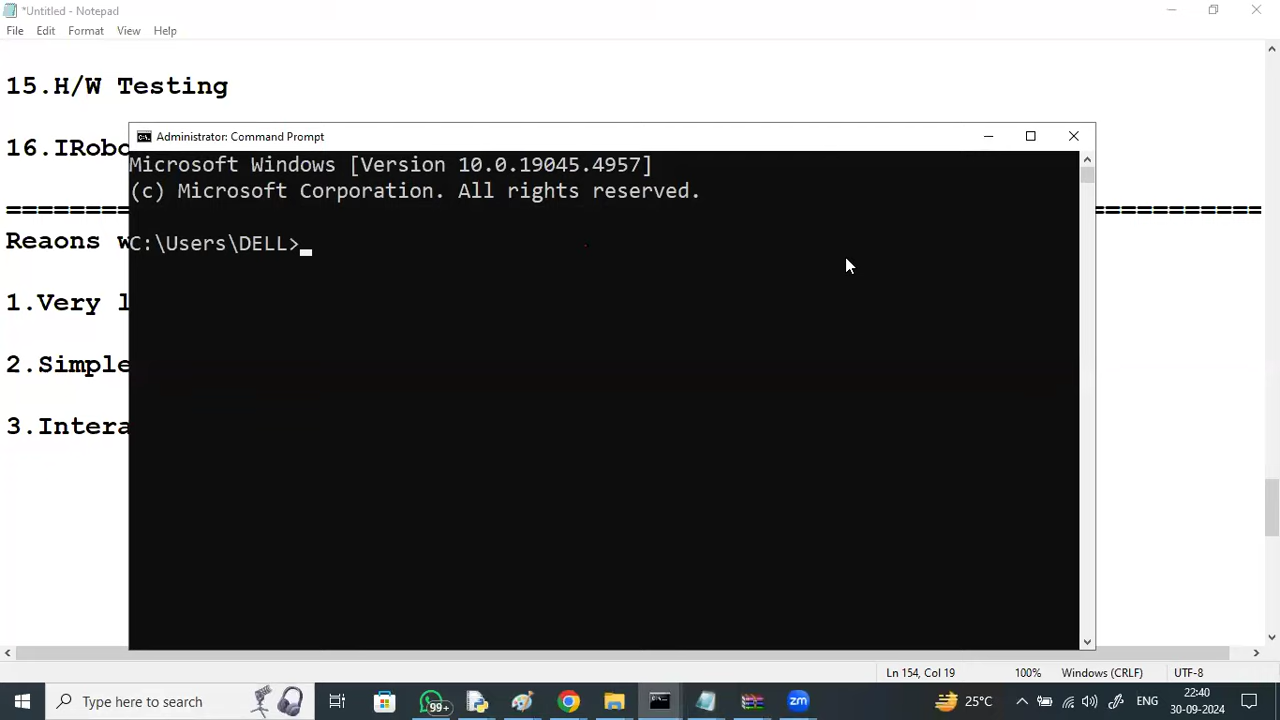 *Untitled - Notepad
File Edit Format View Help
15.H/W Testing
16.IRobo
Administrator: Command Prompt
Microsoft Windows [Version 10.0.19045.4957]
(c) Microsoft Corporation. All rights reserved.
================================
Reaons w
C:\Users\DELL>
1.Very l
2.Simple
3.Intera
Ln 154, Col 19 100% Windows (CRLF) UTF-8
Type here to search
99+
zm
25°C
ENG
22:40
30-09-2024